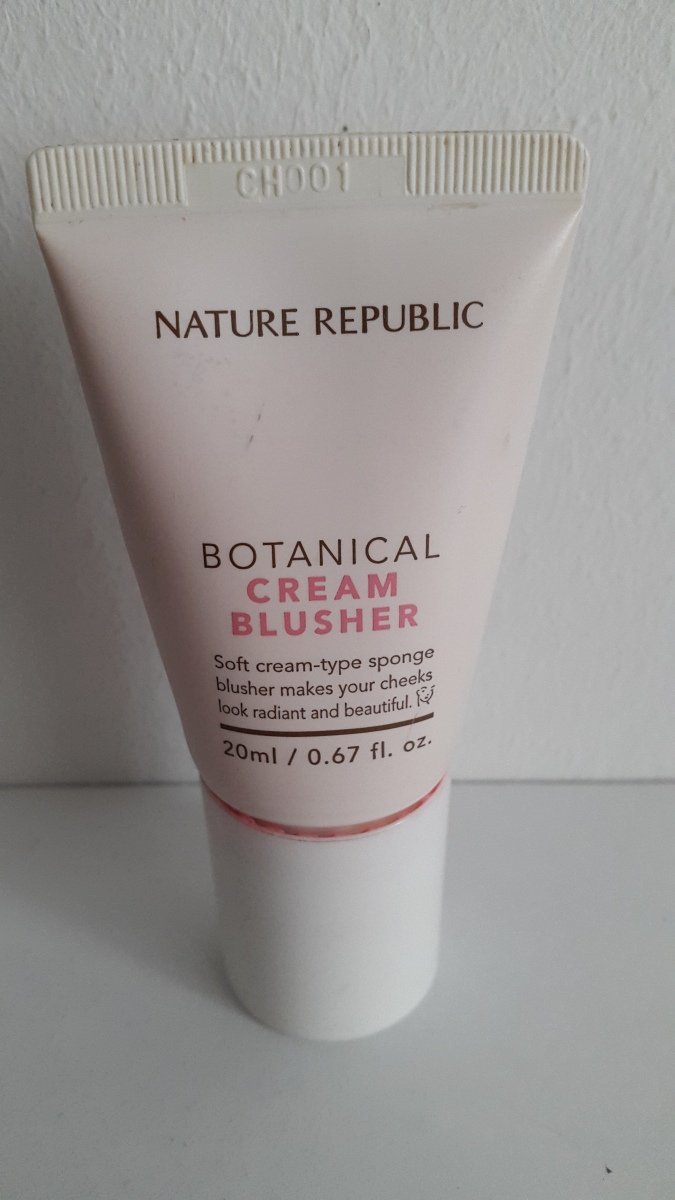 CH001
NATURE REPUBLIC
BOTANICAL
CREAM
BLUSHER
Soft cream-type sponge
blusher makes your cheeks
look radiant and beautiful.
20ml / 0.67 fl. oz.